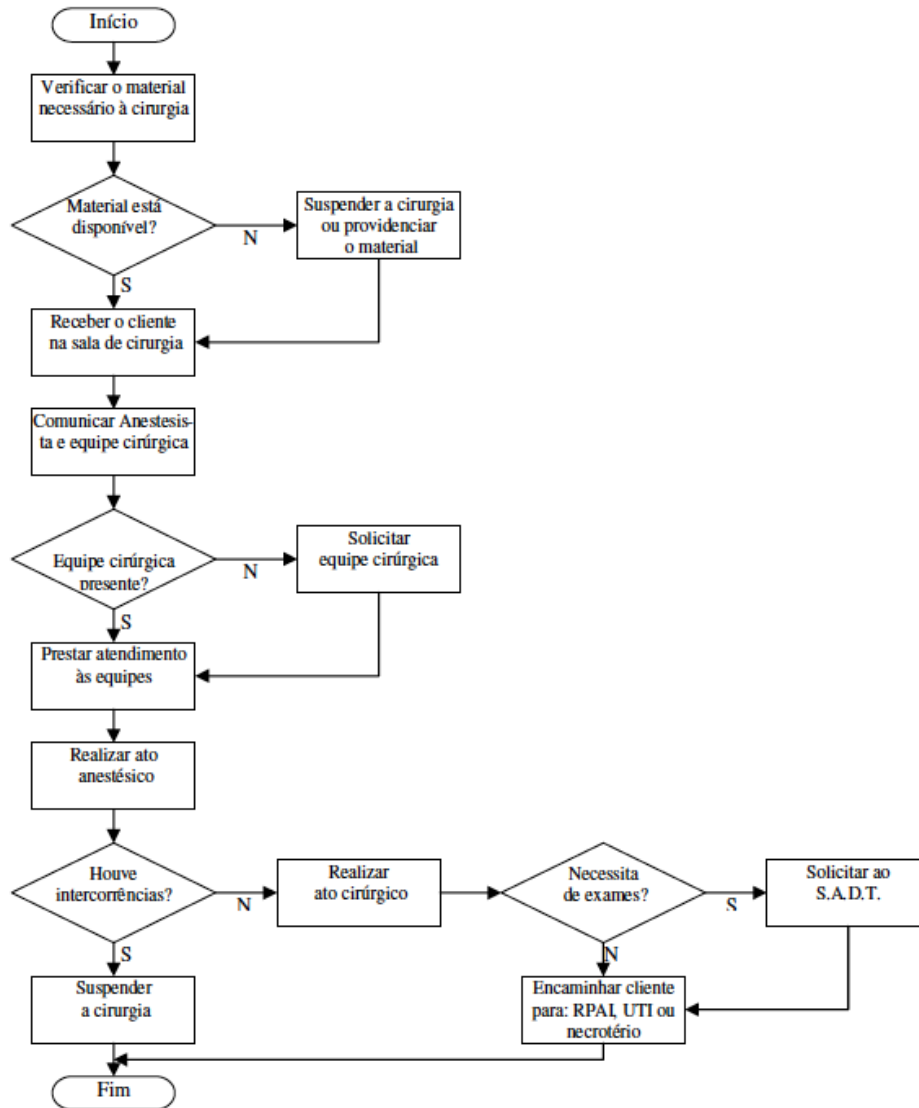 Início
Verificar o material
necessário à cirurgia
Material está
disponível?
N
S
Suspender a cirurgia
ou providenciar
o material
Receber o cliente
na sala de cirurgia
Comunicar Anestesis-
ta e equipe cirúrgica
Equipe cirúrgica
presente?
N
S
Solicitar
equipe cirúrgica
Prestar atendimento
às equipes
Realizar ato
anestésico
Houve
intercorrências?
N
S
Realizar
ato cirúrgico
Necessita
de exames?
S
N
Solicitar ao
S.A.D.T.
Suspender
a cirurgia
Encaminhar cliente
para: RPAI, UTI ou
necrotério
Fim